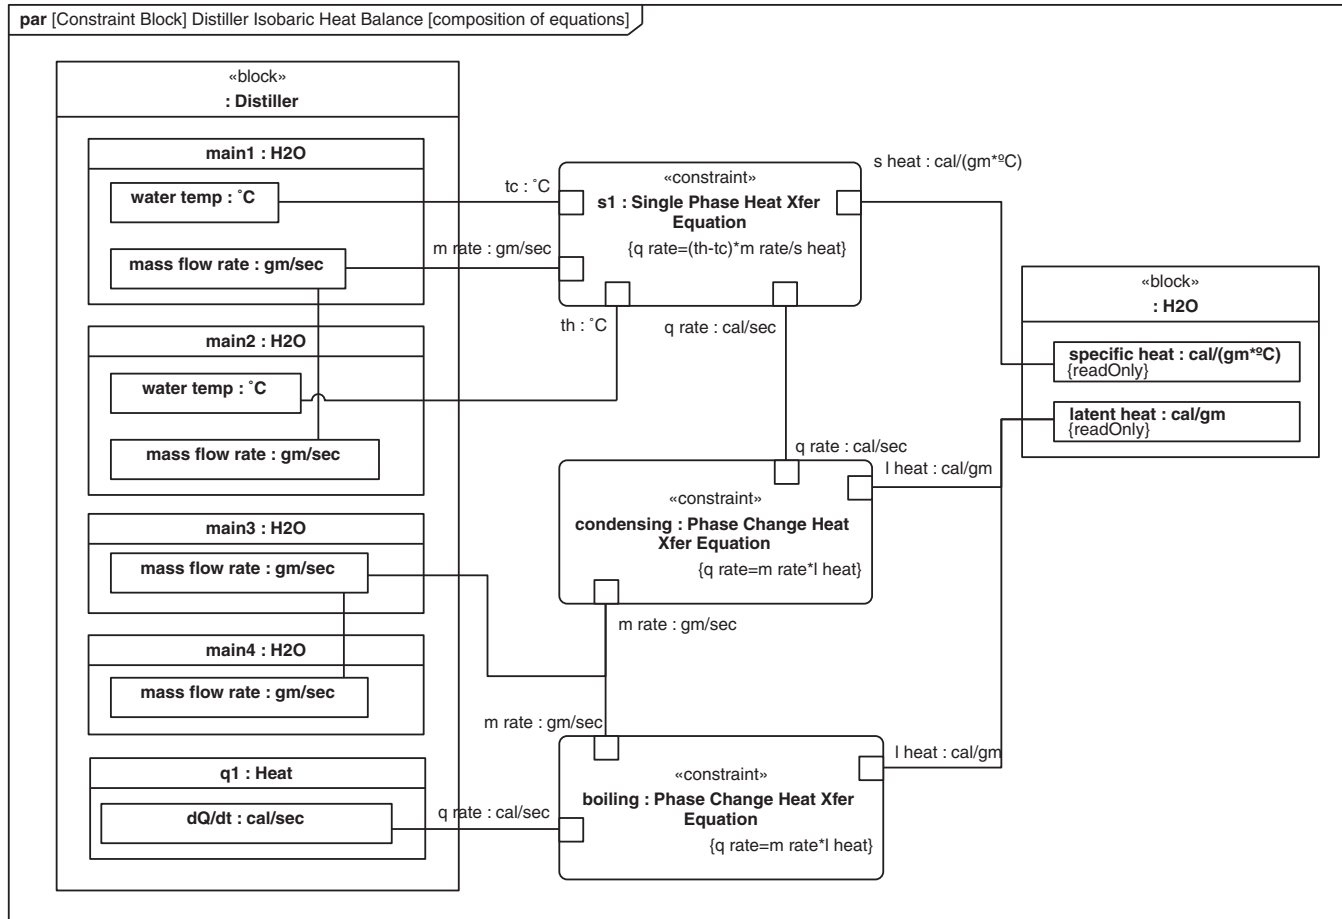 par [Constraint Block] Distiller Isobaric Heat Balance [composition of equations]
«block»
: Distiller
main1 : H2O
water temp : ˚C
mass flow rate : gm/sec
main2 : H2O
water temp : ˚C
mass flow rate : gm/sec
main3 : H2O
mass flow rate : gm/sec
main4 : H2O
mass flow rate : gm/sec
q1 : Heat
dQ/dt : cal/sec
tc : ˚C
m rate : gm/sec
th : ˚C
q rate : cal/sec
s heat : cal/(gm*ºC)
«constraint»
s1 : Single Phase Heat Xfer
Equation
{q rate=(th-tc)*m rate/s heat}
q rate : cal/sec
l heat : cal/gm
«constraint»
condensing : Phase Change Heat
Xfer Equation
{q rate=m rate*l heat}
m rate : gm/sec
m rate : gm/sec
l heat : cal/gm
q rate : cal/sec
«constraint»
boiling : Phase Change Heat Xfer
Equation
{q rate=m rate*l heat}
«block»
: H2O
specific heat : cal/(gm*ºC)
{readOnly}
latent heat : cal/gm
{readOnly}